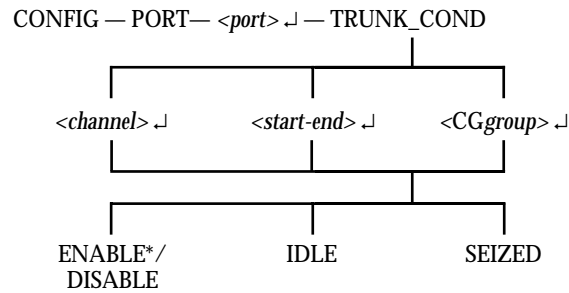 CONFIG — PORT— <port>↵ — TRUNK_COND
<channel>↵ <start-end>↵ <CGgroup>↵
ENABLE*/ IDLE SEIZED
DISABLE